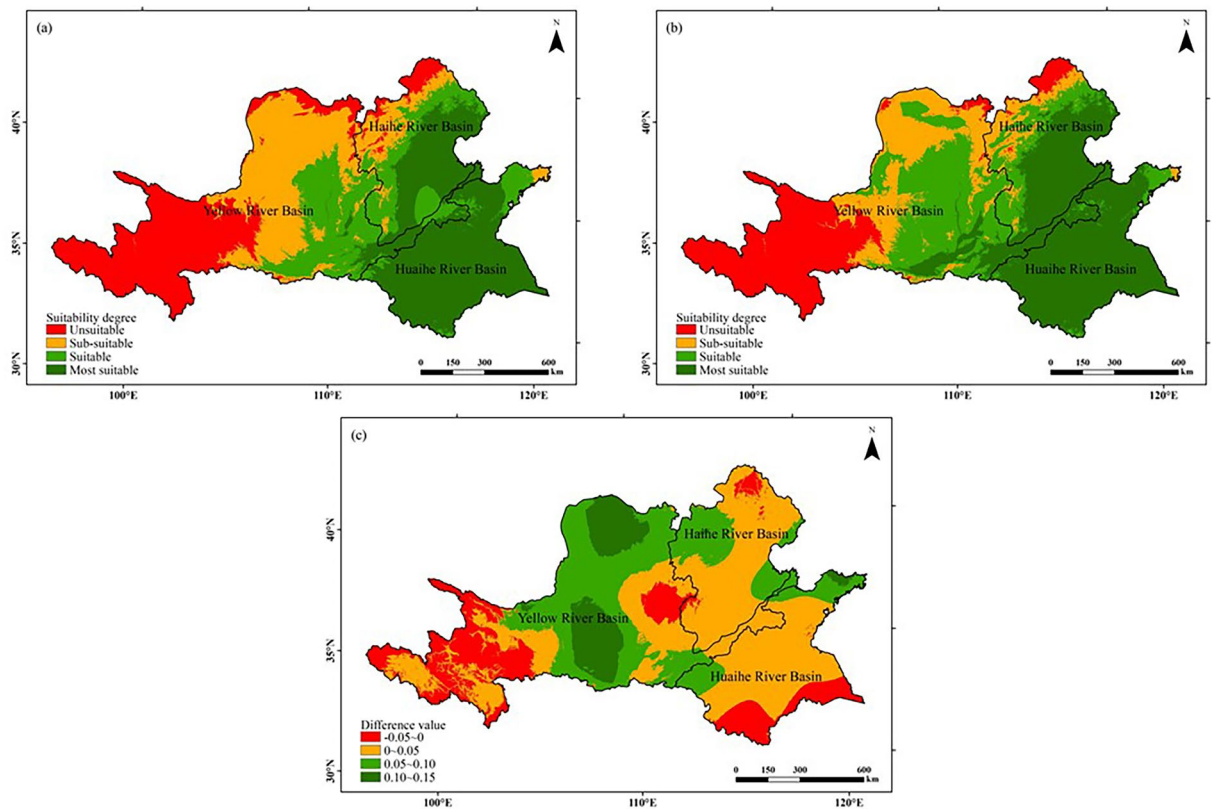 (a)
N
40°N
35°N
30°N
Haihe River Basin
Yellow River Basin
Huaihe River Basin
Suitability degree
Unsuitable
Sub-suitable
Suitable
Most suitable
0 150 300 600
km
100°E 110°E 120°E
(b)
N
40°N
35°N
30°N
Haihe River Basin
Yellow River Basin
Huaihe River Basin
Suitability degree
Unsuitable
Sub-suitable
Suitable
Most suitable
0 150 300 600
km
100°E 110°E 120°E
(c)
N
40°N
35°N
30°N
Haihe River Basin
Yellow River Basin
Huaihe River Basin
Difference value
-0.05~0
0~0.05
0.05~0.10
0.10~0.15
0 150 300 600
km
100°E 110°E 120°E